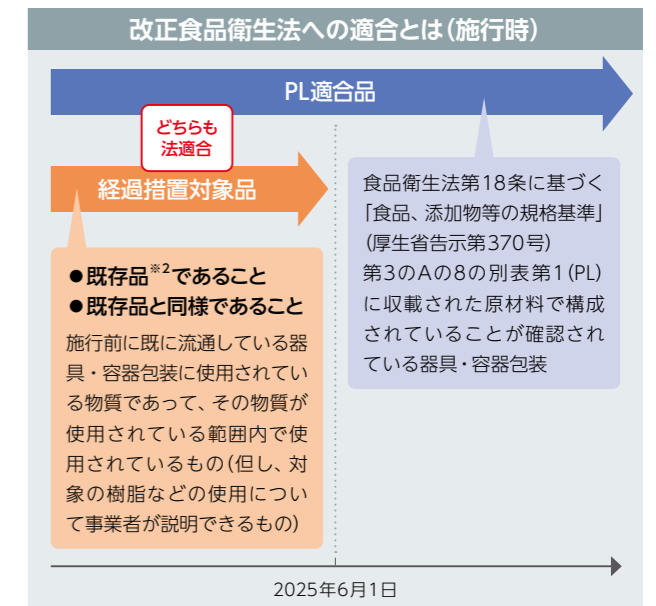 改正食品衛生法への適合とは（施行時）
PL適合品
どちらも
法適合
経過措置対象品
●既存品※2であること
●既存品と同様であること
施行前に既に流通している器
具・容器包装に使用されてい
る物質であって、その物質が
使用されている範囲内で使
用されているもの（但し、対
象の樹脂などの使用につい
て事業者が説明できるもの）
食品衛生法第18条に基づく
「食品、添加物等の規格基準」
（厚生省告示第370号）
第3のAの8の別表第1（PL）
に収載された原材料で構成
されていることが確認され
ている器具・容器包装
2025年6月1日